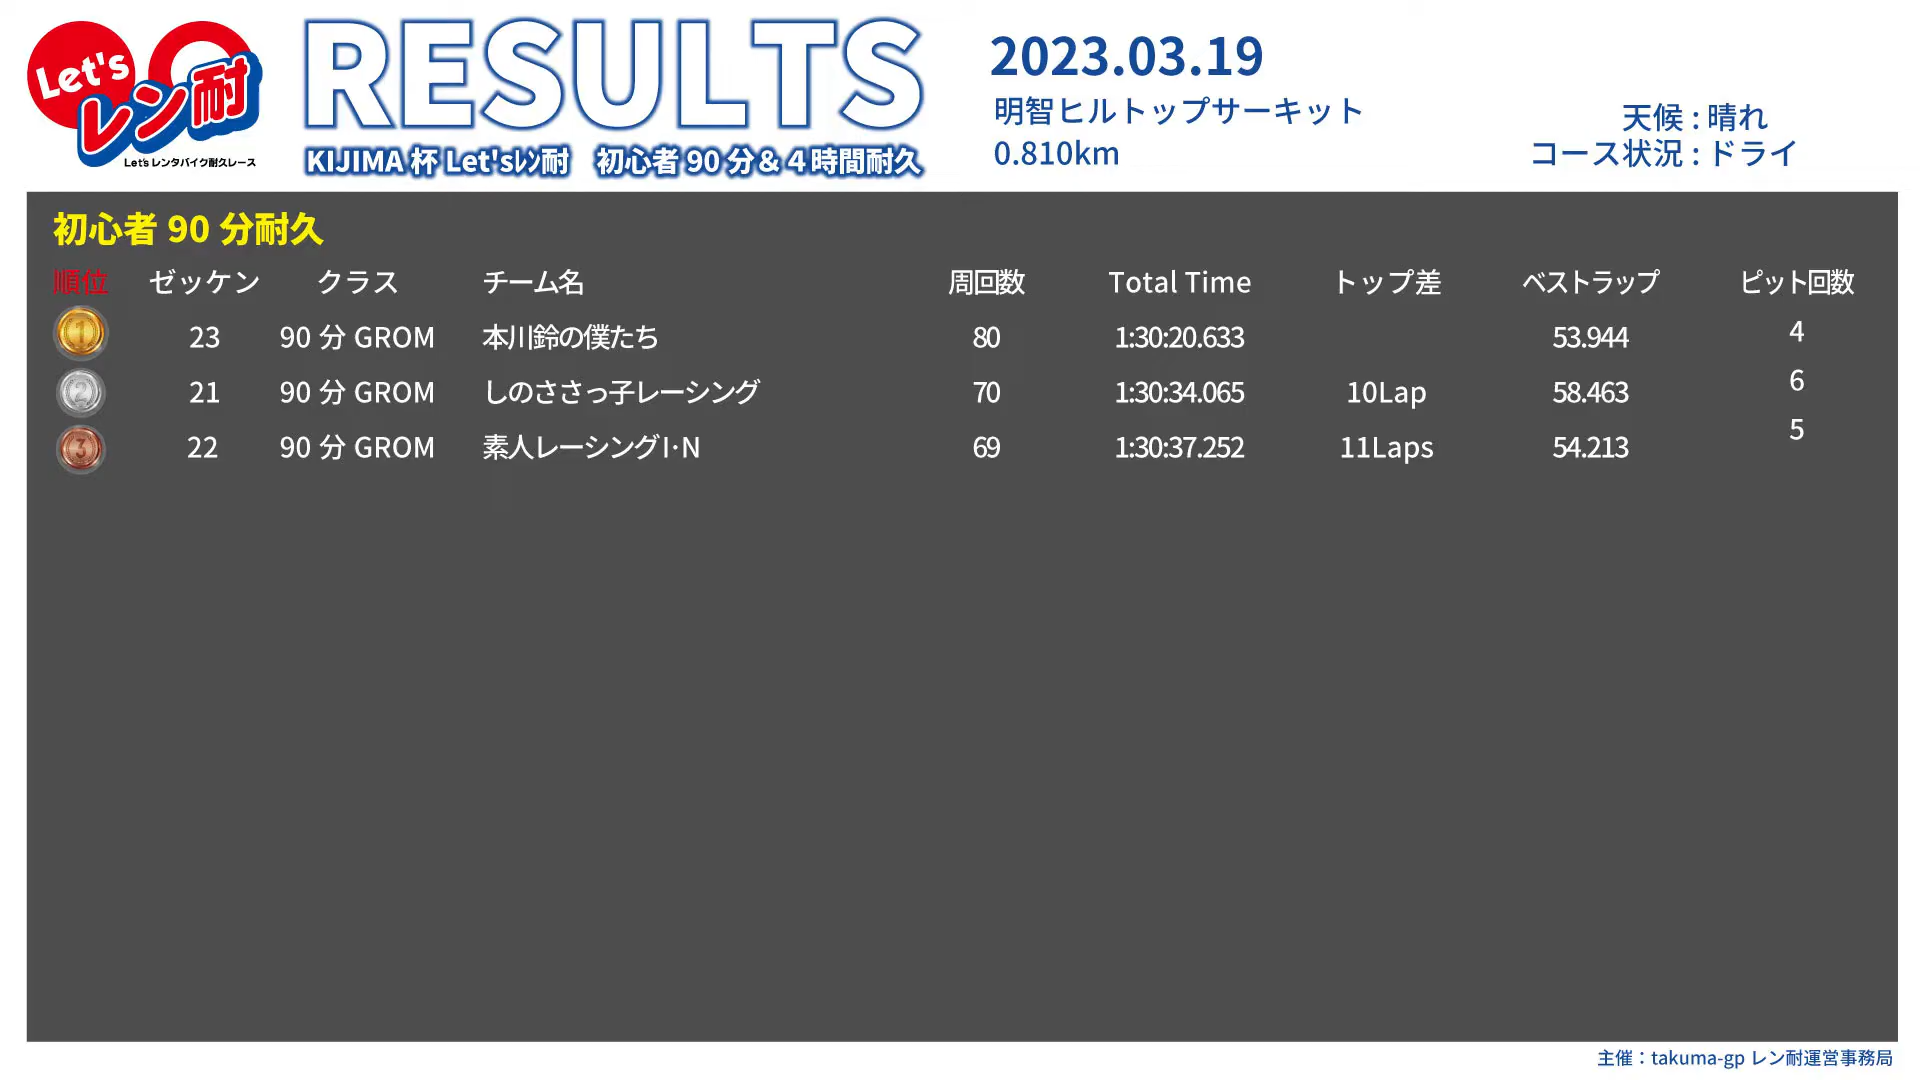 Let's
レン耐
Let's レンタバイク耐久レース
RESULTS
KIJIMA 杯 Let'sﾚﾝ耐　初心者 90 分＆４時間耐久
2023.03.19
明智ヒルトップサーキット
0.810km
天候 : 晴れ
コース状況 : ドライ
初心者 90 分耐久
順位 ゼッケン クラス チーム名 周回数 Total Time トップ差 ベストラップ ピット回数
1 23 90 分 GROM 本川鈴の僕たち 80 1:30:20.633 53.944 4
2 21 90 分 GROM しのささっ子レーシング 70 1:30:34.065 10Lap 58.463 6
3 22 90 分 GROM 素人レーシングI･N 69 1:30:37.252 11Laps 54.213 5
主催：takuma-gp レン耐運営事務局